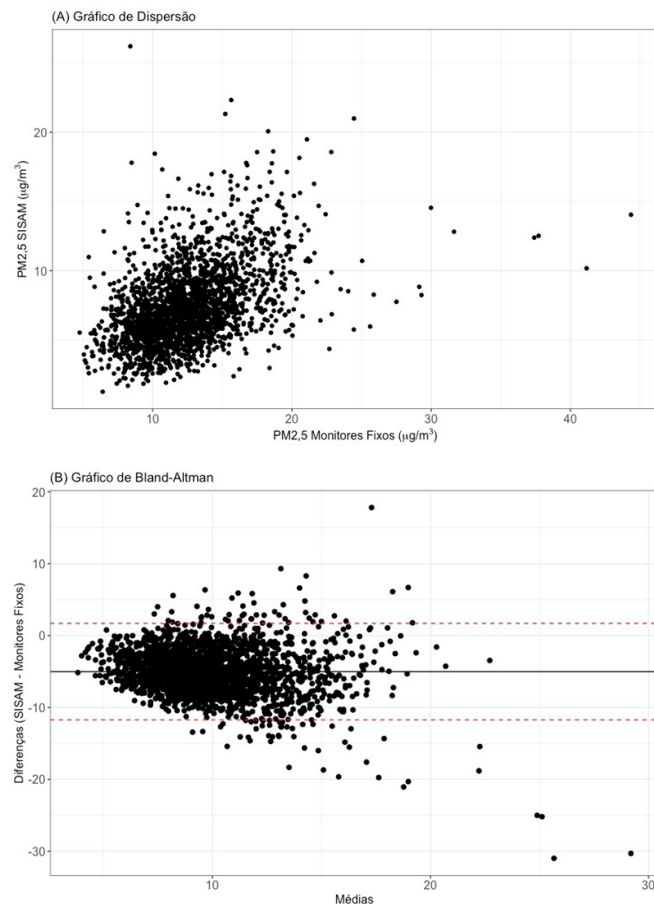 (A) Gráfico de Dispersão
PM2,5 SISAM (μg/m³)
20
10
10
20
30
40
PM2,5 Monitores Fixos (μg/m³)
(B) Gráfico de Bland-Altman
Diferenças (SISAM - Monitores Fixos)
20
10
0
-10
-20
-30
10
20
30
Médias